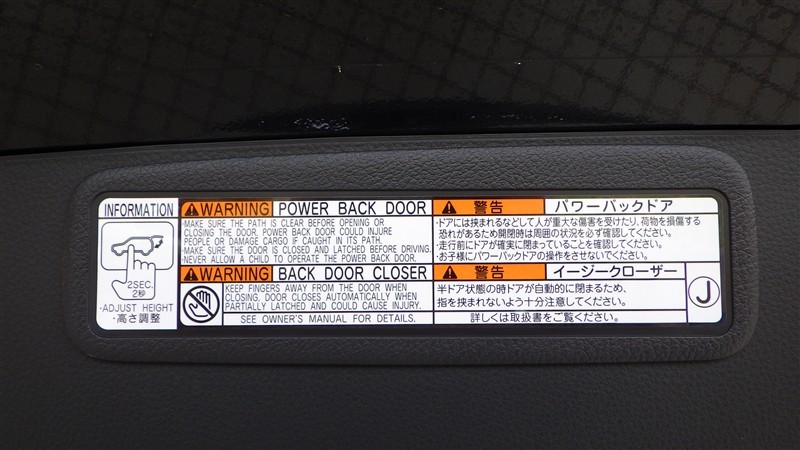 INFORMATION
2SEC.
2秒
・ADJUST HEIGHT
・高さ調整
WARNING POWER BACK DOOR
・MAKE SURE THE PATH IS CLEAR BEFORE OPENING OR
CLOSING THE DOOR. POWER BACK DOOR COULD INJURE
PEOPLE OR DAMAGE CARGO IF CAUGHT IN ITS PATH.
・MAKE SURE THE DOOR IS CLOSED AND LATCHED BEFORE DRIVING.
・NEVER ALLOW A CHILD TO OPERATE THE POWER BACK DOOR.
WARNING BACK DOOR CLOSER
KEEP FINGERS AWAY FROM THE DOOR WHEN
CLOSING, DOOR CLOSES AUTOMATICALLY WHEN
PARTIALLY LATCHED AND COULD CAUSE INJURY.
SEE OWNER'S MANUAL FOR DETAILS.
警告 パワーバックドア
・ドアには挟まれるなどして人が重大な傷害を受けたり、荷物を損傷する
恐れがあるため開閉時は周囲の状況を必ず確認してください。
・走行前にドアが確実に閉まっていることを確認してください。
・お子様にパワーバックドアの操作をさせないでください。
警告 イージークローザー
半ドア状態の時ドアが自動的に閉まるため、
指を挟まれないよう十分注意してください。
詳しくは取扱書をご覧ください。
J